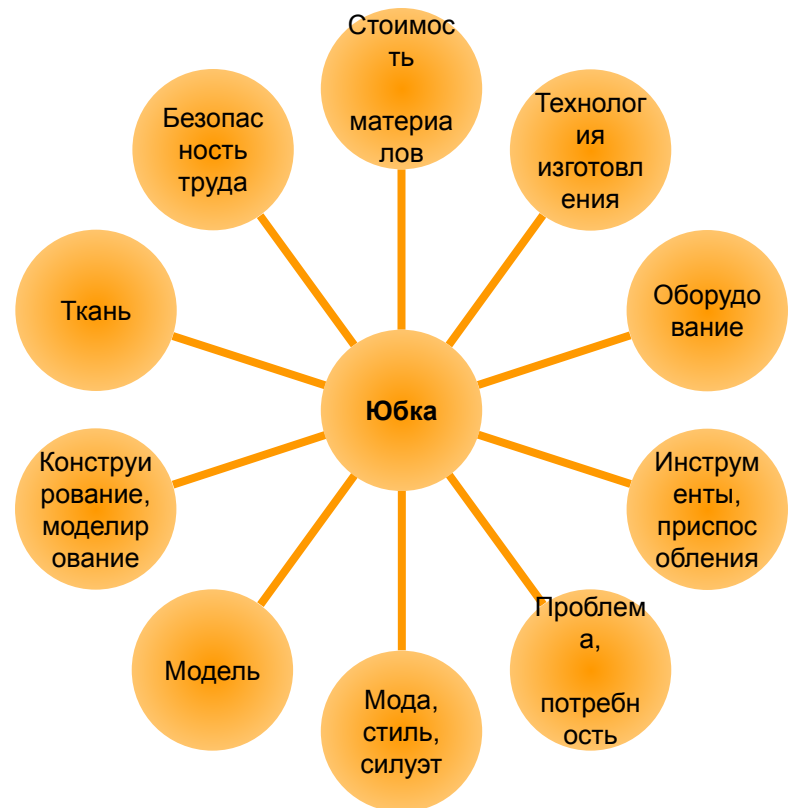 Стоимос
ть
материа
лов
Технолог
ия
изготовл
ения
Оборудо
вание
Инструм
енты,
приспос
обления
Проблем
а,
потребн
ость
Мода,
стиль,
силуэт
Модель
Конструи
рование,
моделир
ование
Ткань
Безопас
ность
труда
Юбка